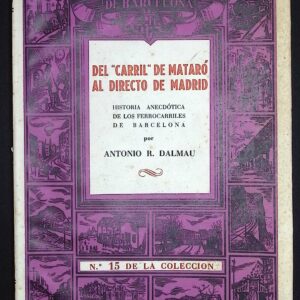 DE BARCELONA
DEL "CARRIL" DE MATARÓ
AL DIRECTO DE MADRID
HISTORIA ANECDÓTICA
DE LOS FERROCARRILES
DE BARCELONA
por
ANTONIO R. DALMAU
N.º 15 DE LA COLECCION